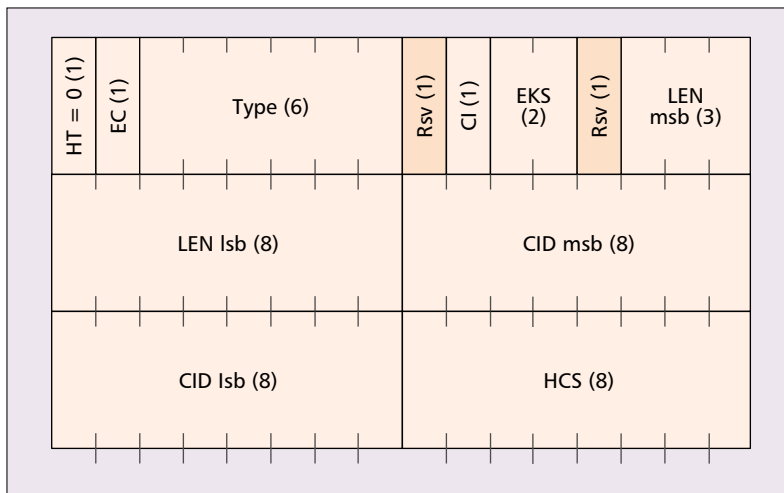 HT = 0 (1)
EC (1)
Type (6)
Rsv (1)
CI (1)
EKS
(2)
Rsv (1)
LEN
msb (3)
LEN lsb (8)
CID msb (8)
CID lsb (8)
HCS (8)